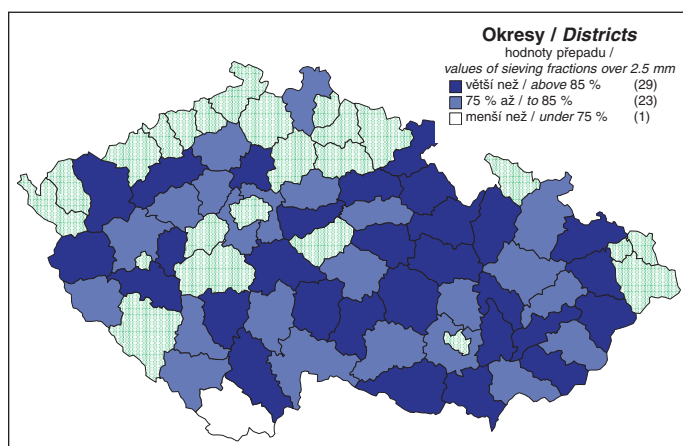 Okresy / Districts
hodnoty přepadu /
values of sieving fractions over 2.5 mm
větší než / above 85 % (29)
75 % až / to 85 % (23)
menší než / under 75 % (1)